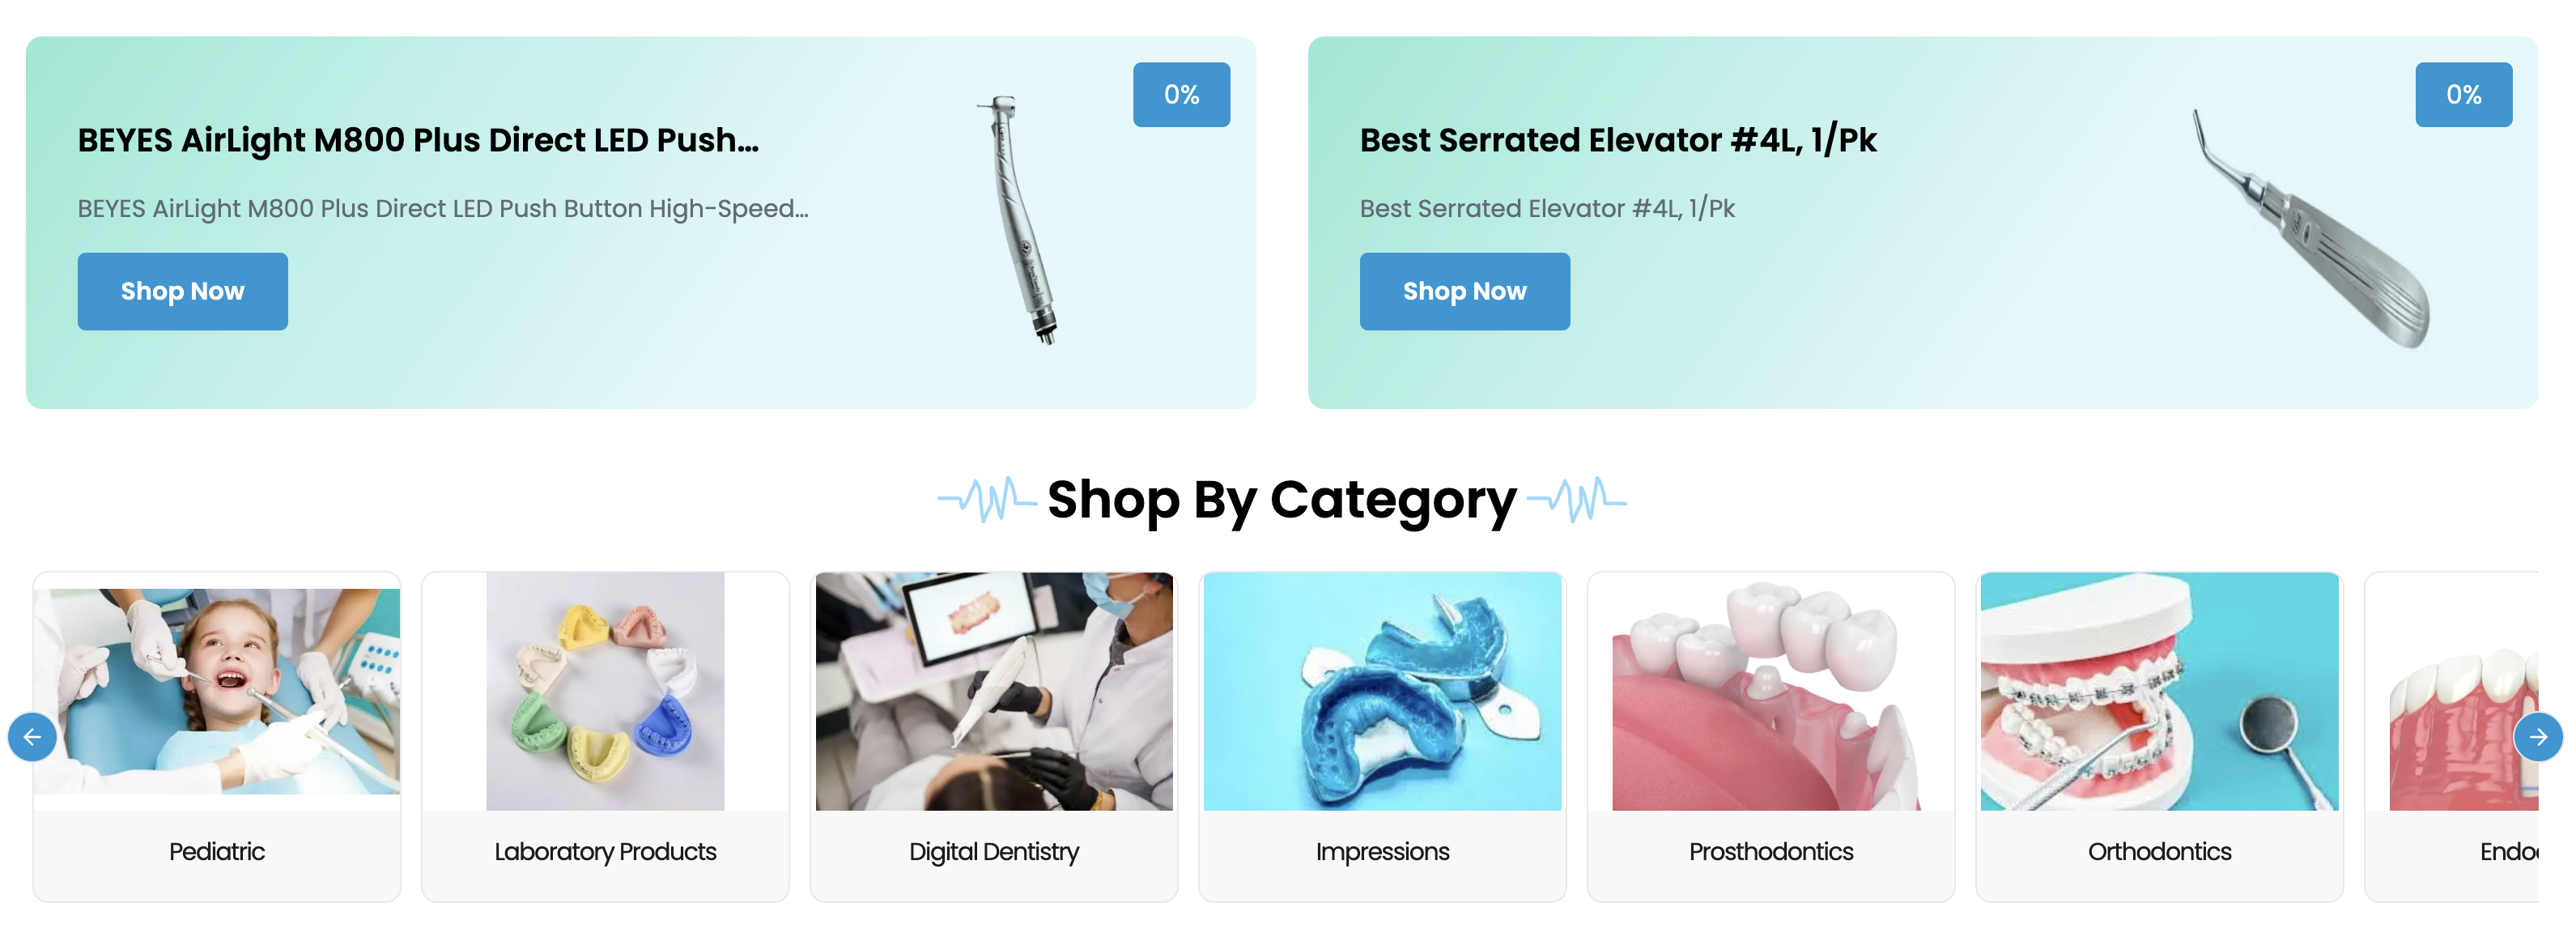 0%
BEYES AirLight M800 Plus Direct LED Push...
BEYES AirLight M800 Plus Direct LED Push Button High-Speed...
Shop Now
0%
Best Serrated Elevator #4L, 1/Pk
Best Serrated Elevator #4L, 1/Pk
Shop Now
Shop By Category
Pediatric
Laboratory Products
Digital Dentistry
Impressions
Prosthodontics
Orthodontics